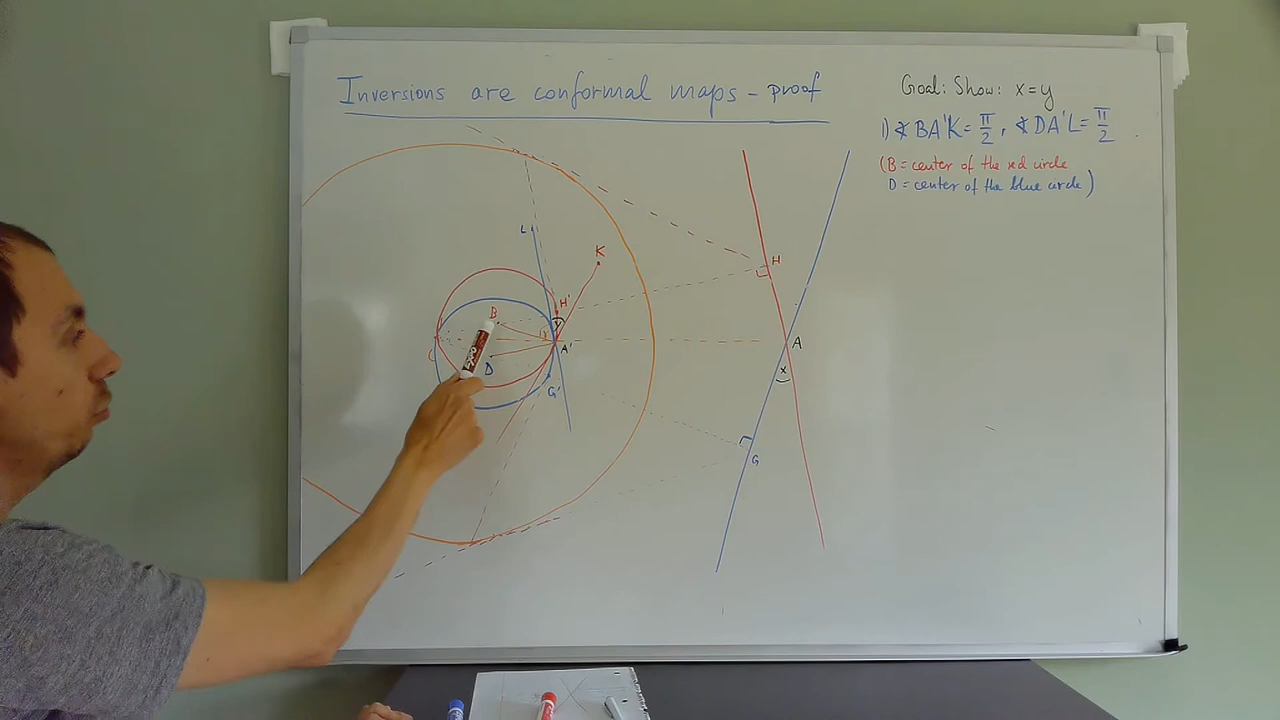 Inversions are conformal maps - proof
Goal: Show: x=y
1) ∢BA'K = π/2, ∢DA'L = π/2.
(B = center of the red circle
D = center of the blue circle)
L
K
H
H'
B
A'
A
C
D
x
G'
G
EXPO